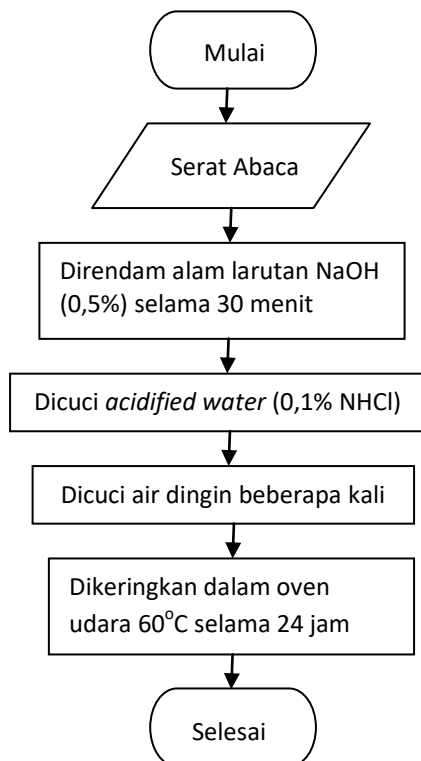 Mulai
Serat Abaca
Direndam alam larutan NaOH
(0,5%) selama 30 menit
Dicuci acidified water (0,1% NHCl)
Dicuci air dingin beberapa kali
Dikeringkan dalam oven
udara 60°C selama 24 jam
Selesai